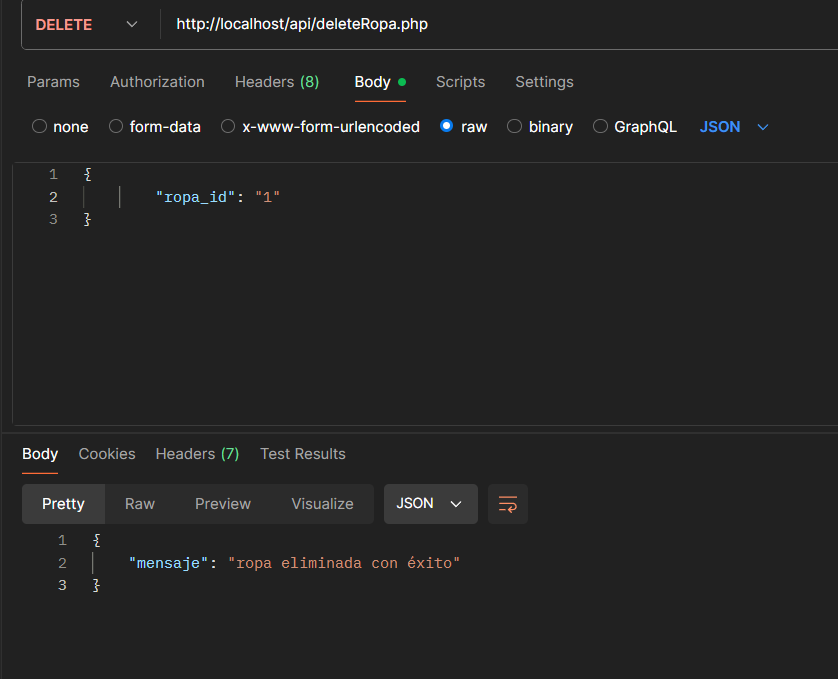 DELETE http://localhost/api/deleteRopa.php
Params Authorization Headers (8) Body Scripts Settings
none form-data x-www-form-urlencoded raw binary GraphQL JSON
1 {
2 "ropa_id": "1"
3 }
Body Cookies Headers (7) Test Results
Pretty Raw Preview Visualize JSON
1 {
2 "mensaje": "ropa eliminada con éxito"
3 }